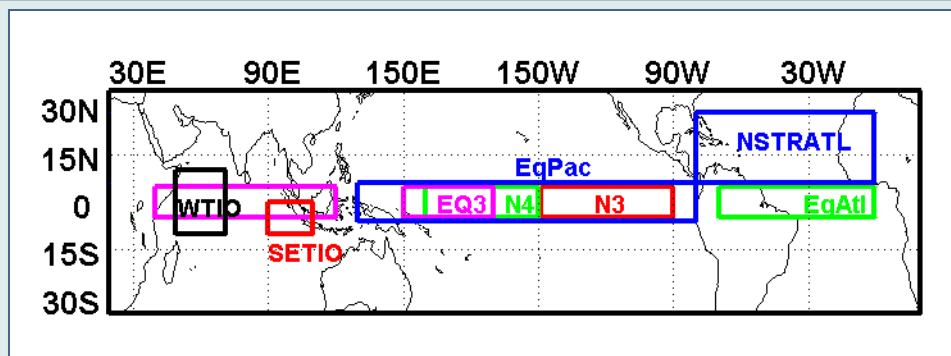 30E 90E 150E 150W 90W 30W
30N
NSTRATL
15N
EqPac
0
WTIO
EQ3 N4 N3 EqAtl
15S
SETIO
30S